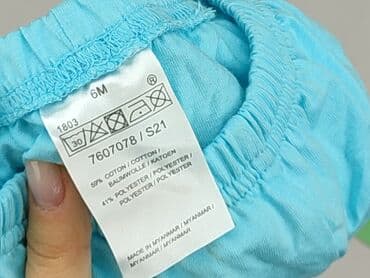 6M
®
1803
30
7607078 / S21
59% COTTON / COTTON /
BAUMWOLLE / KATOEN
41% POLYESTER / POLYESTER /
POLYESTER / POLYESTER
MADE IN MYANMAR / MYANMAR /
MYANMAR / MYANMAR